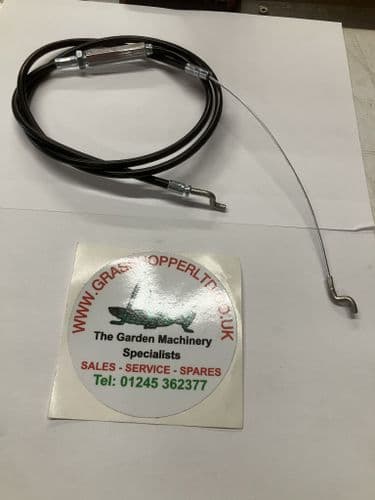 WWW.GRASSHOPPERLTD.CO.UK
The Garden Machinery
Specialists
SALES - SERVICE - SPARES
Tel: 01245 362377